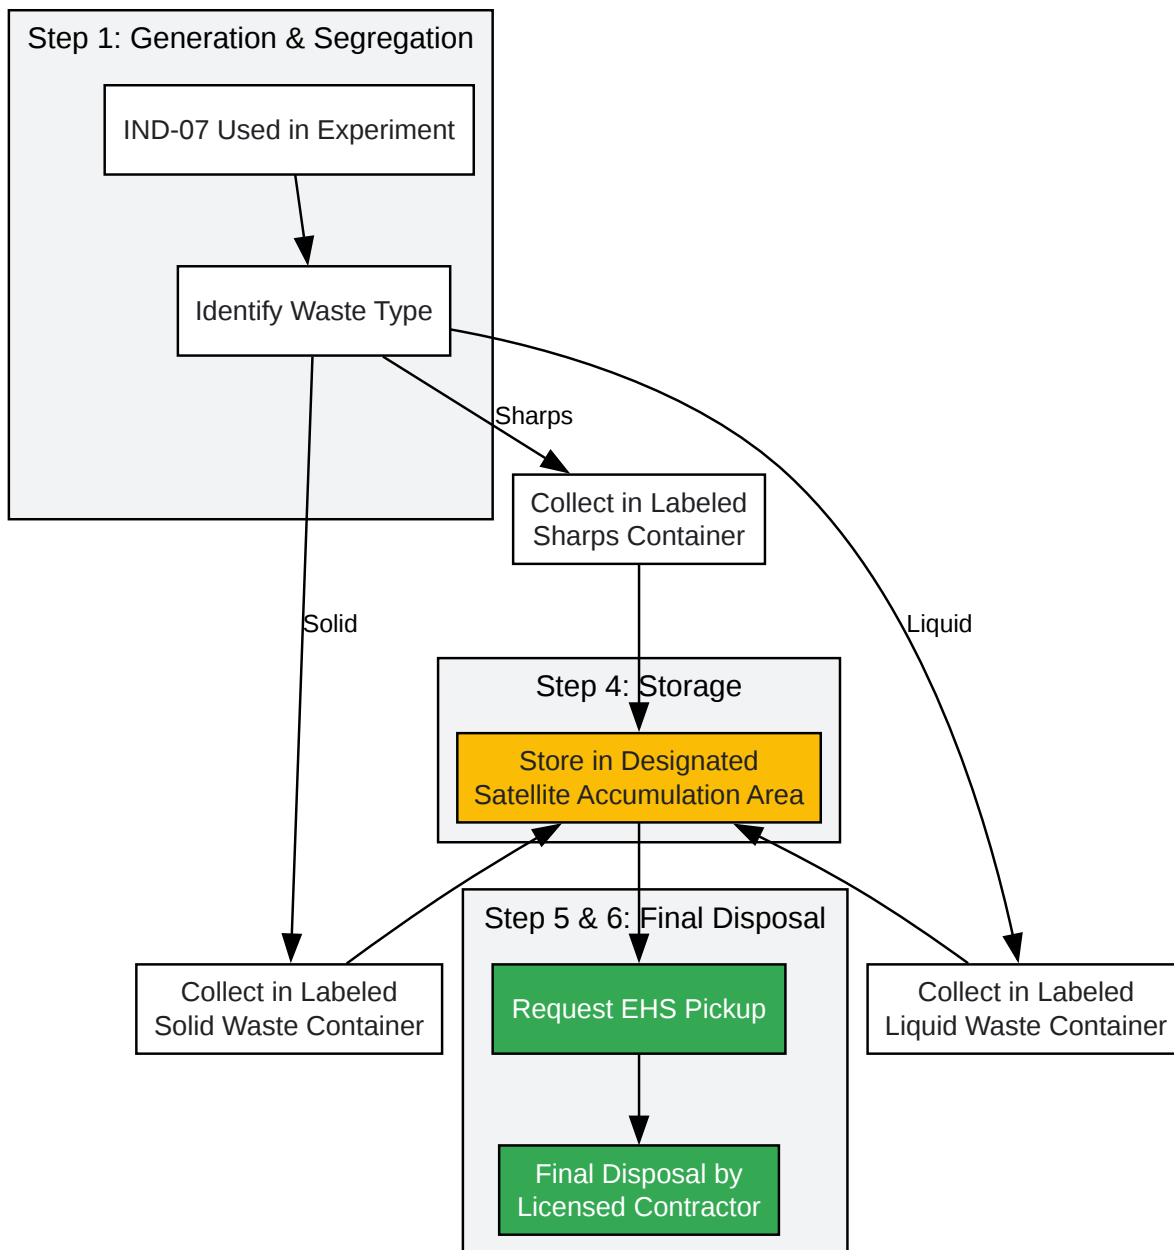 Step 1: Generation & Segregation
IND-07 Used in Experiment
Identify Waste Type
Sharps
Collect in Labeled
Sharps Container
Solid
Liquid
Step 4: Storage
Store in Designated
Satellite Accumulation Area
Step 5 & 6: Final Disposal
Collect in Labeled
Solid Waste Container
Request EHS Pickup
Collect in Labeled
Liquid Waste Container
Final Disposal by
Licensed Contractor